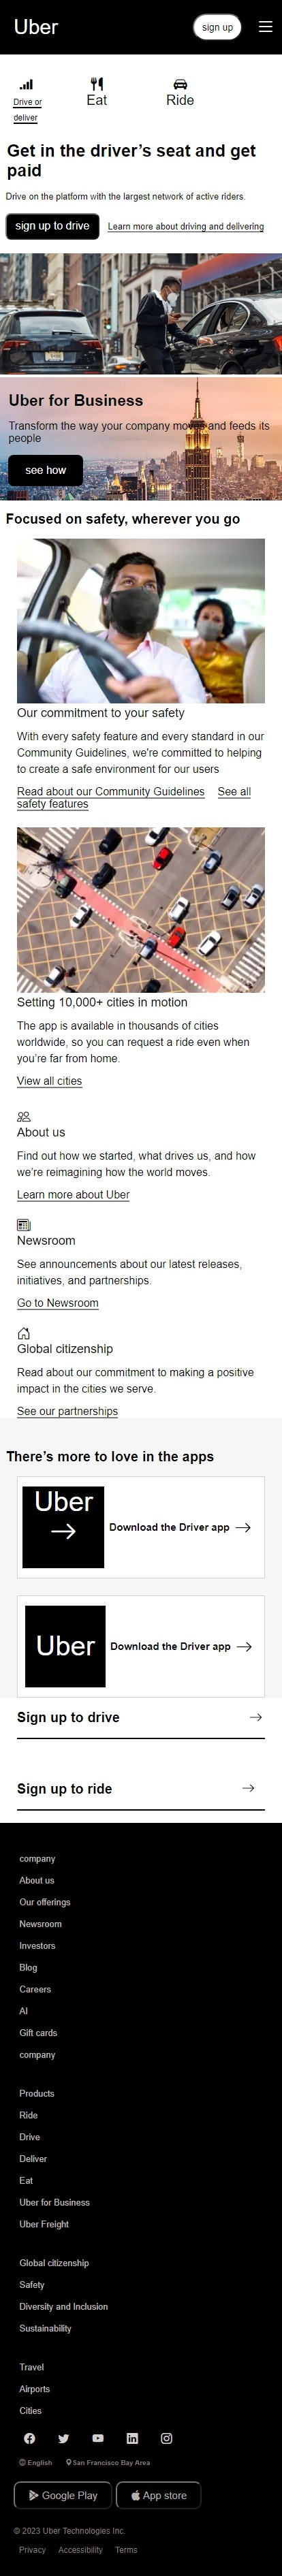 Uber
sign up
Drive or
deliver
Eat
Ride
Get in the driver's seat and get
paid
Drive on the platform with the largest network of active riders.
sign up to drive
Learn more about driving and delivering
Uber for Business
Transform the way your company moves and feeds its
people
see how
Focused on safety, wherever you go
Our commitment to your safety
With every safety feature and every standard in our
Community Guidelines, we're committed to helping
to create a safe environment for our users
Read about our Community Guidelines See all
safety features
Setting 10,000+ cities in motion
The app is available in thousands of cities
worldwide, so you can request a ride even when
you're far from home.
View all cities
About us
Find out how we started, what drives us, and how
we're reimagining how the world moves.
Learn more about Uber
Newsroom
See announcements about our latest releases,
initiatives, and partnerships.
Go to Newsroom
Global citizenship
Read about our commitment to making a positive
impact in the cities we serve.
See our partnerships
There's more to love in the apps
Uber
Download the Driver app
Uber
Download the Driver app
Sign up to drive
Sign up to ride
company
About us
Our offerings
Newsroom
Investors
Blog
Careers
AI
Gift cards
company
Products
Ride
Drive
Deliver
Eat
Uber for Business
Uber Freight
Global citizenship
Safety
Diversity and Inclusion
Sustainability
Travel
Airports
Cities
English
San Francisco Bay Area
Google Play
App store
© 2023 Uber Technologies Inc.
Privacy Accessibility Terms